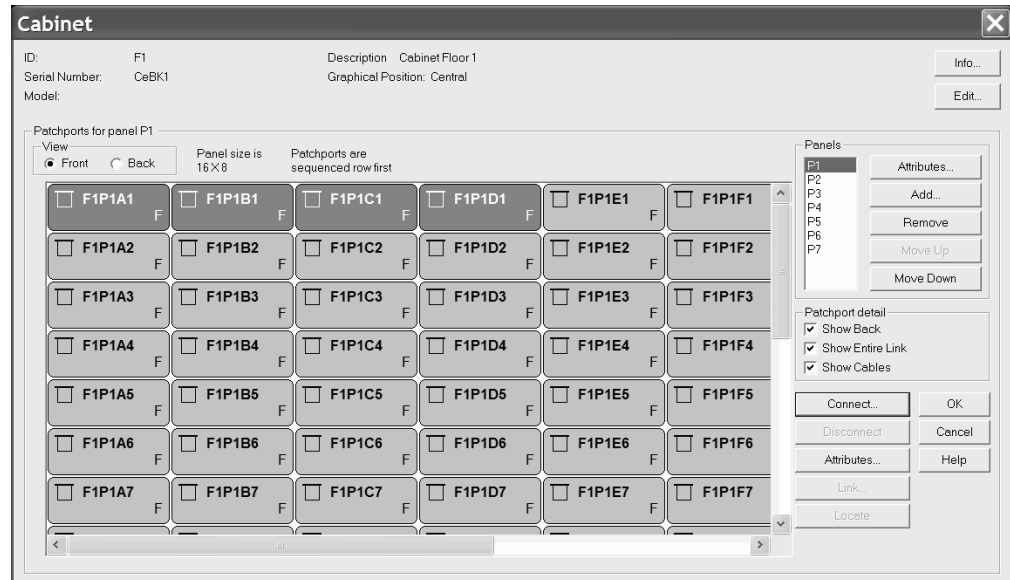 Cabinet
ID: F1 Description Cabinet Floor 1 Info...
Serial Number: CeBK1 Graphical Position: Central
Model: Edit...
Patchports for panel P1
View
Front Back
Panel size is
16×8
Patchports are
sequenced row first
F1P1A1 F F1P1B1 F F1P1C1 F F1P1D1 F F1P1E1 F F1P1F1
F1P1A2 F F1P1B2 F F1P1C2 F F1P1D2 F F1P1E2 F F1P1F2
F1P1A3 F F1P1B3 F F1P1C3 F F1P1D3 F F1P1E3 F F1P1F3
F1P1A4 F F1P1B4 F F1P1C4 F F1P1D4 F F1P1E4 F F1P1F4
F1P1A5 F F1P1B5 F F1P1C5 F F1P1D5 F F1P1E5 F F1P1F5
F1P1A6 F F1P1B6 F F1P1C6 F F1P1D6 F F1P1E6 F F1P1F6
F1P1A7 F F1P1B7 F F1P1C7 F F1P1D7 F F1P1E7 F F1P1F7
Panels
P1
P2
P3
P4
P5
P6
P7
Attributes...
Add...
Remove
Move Up
Move Down
Patchport detail
Show Back
Show Entire Link
Show Cables
Connect... OK
Disconnect Cancel
Attributes... Help
Link...
Locate